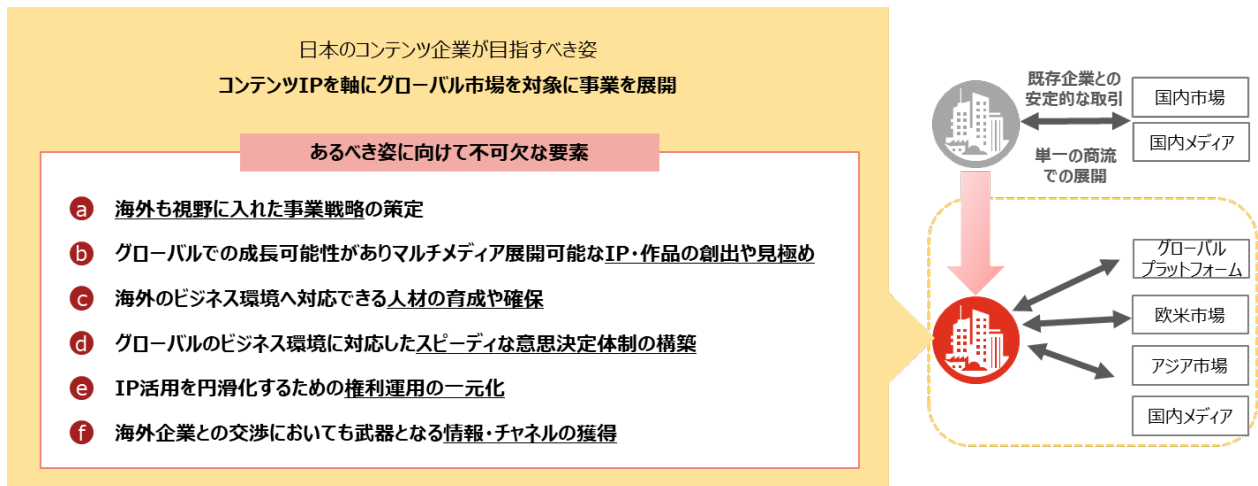 日本のコンテンツ企業が目指すべき姿
コンテンツIPを軸にグローバル市場を対象に事業を展開
あるべき姿に向けて不可欠な要素
a 海外も視野に入れた事業戦略の策定
b グローバルでの成長可能性がありマルチメディア展開可能なIP・作品の創出や見極め
c 海外のビジネス環境へ対応できる人材の育成や確保
d グローバルのビジネス環境に対応したスピーディな意思決定体制の構築
e IP活用を円滑化するための権利運用の一元化
f 海外企業との交渉においても武器となる情報・チャネルの獲得
既存企業との
安定的な取引
単一の商流
での展開
国内市場
国内メディア
グローバル
プラットフォーム
欧米市場
アジア市場
国内メディア